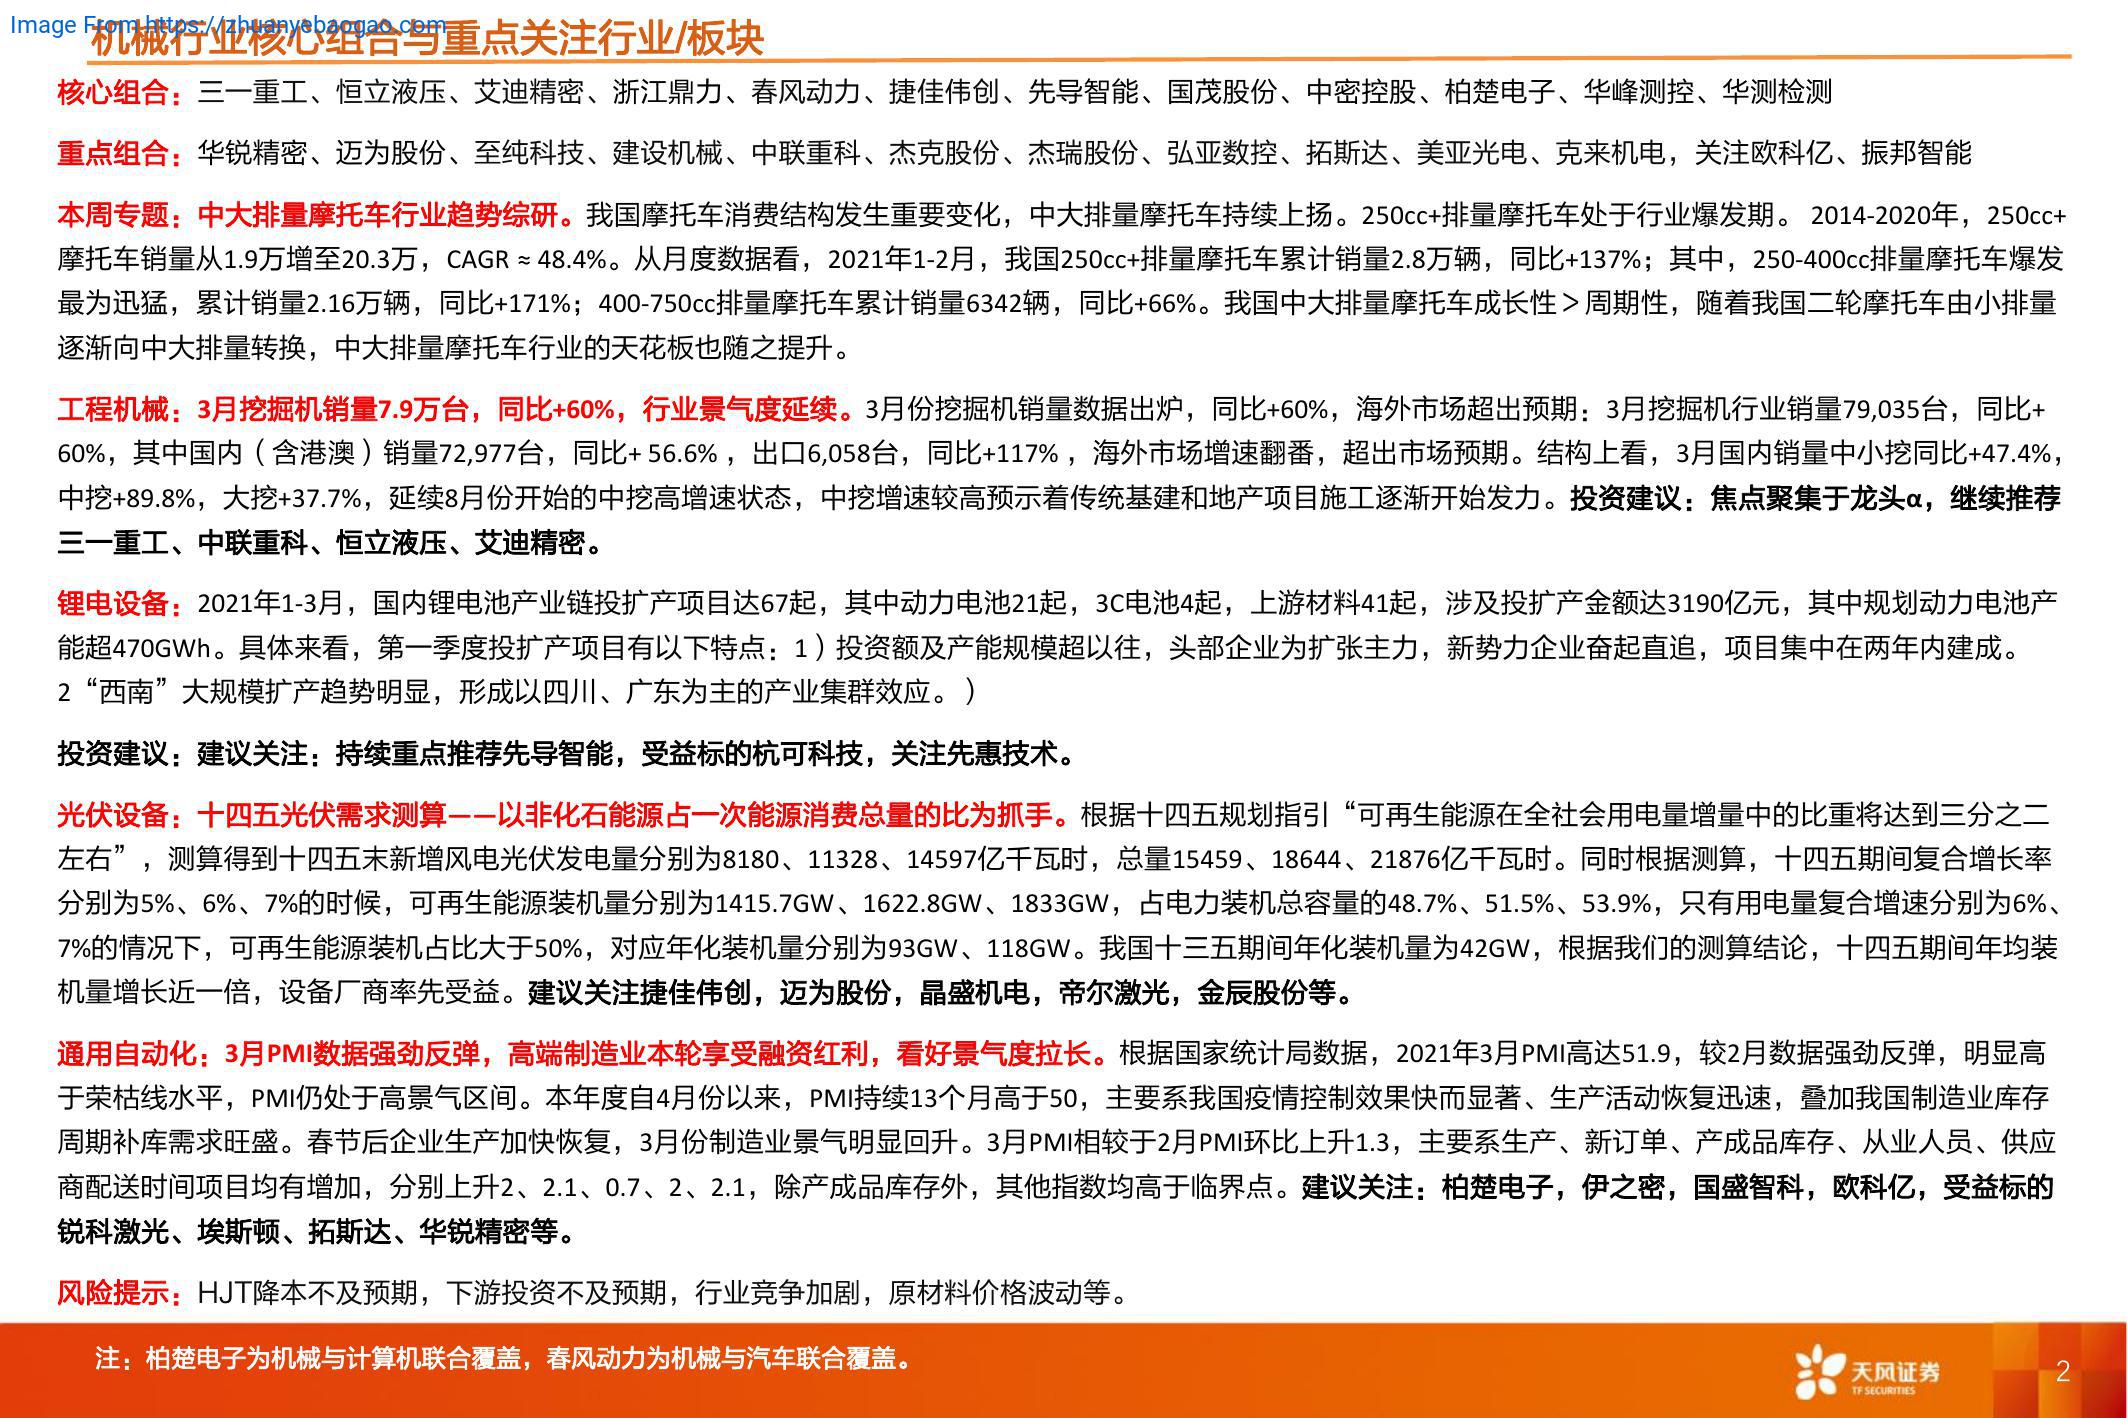 Image From https://zhuanyebaogao.com
机械行业核心组合与重点关注行业/板块
核心组合：三一重工、恒立液压、艾迪精密、浙江鼎力、春风动力、捷佳伟创、先导智能、国茂股份、中密控股、柏楚电子、华峰测控、华测检测
重点组合：华锐精密、迈为股份、至纯科技、建设机械、中联重科、杰克股份、杰瑞股份、弘亚数控、拓斯达、美亚光电、克来机电，关注欧科亿、振邦智能
本周专题：中大排量摩托车行业趋势综研。我国摩托车消费结构发生重要变化，中大排量摩托车持续上扬。250cc+排量摩托车处于行业爆发期。 2014-2020年，250cc+
摩托车销量从1.9万增至20.3万，CAGR ≈ 48.4%。从月度数据看，2021年1-2月，我国250cc+排量摩托车累计销量2.8万辆，同比+137%；其中，250-400cc排量摩托车爆发
最为迅猛，累计销量2.16万辆，同比+171%；400-750cc排量摩托车累计销量6342辆，同比+66%。我国中大排量摩托车成长性＞周期性，随着我国二轮摩托车由小排量
逐渐向中大排量转换，中大排量摩托车行业的天花板也随之提升。
工程机械：3月挖掘机销量7.9万台，同比+60%，行业景气度延续。3月份挖掘机销量数据出炉，同比+60%，海外市场超出预期：3月挖掘机行业销量79,035台，同比+
60%，其中国内（含港澳）销量72,977台，同比+ 56.6% ，出口6,058台，同比+117% ，海外市场增速翻番，超出市场预期。结构上看，3月国内销量中小挖同比+47.4%，
中挖+89.8%，大挖+37.7%，延续8月份开始的中挖高增速状态，中挖增速较高预示着传统基建和地产项目施工逐渐开始发力。投资建议：焦点聚集于龙头α，继续推荐
三一重工、中联重科、恒立液压、艾迪精密。
锂电设备：2021年1-3月，国内锂电池产业链投扩产项目达67起，其中动力电池21起，3C电池4起，上游材料41起，涉及投扩产金额达3190亿元，其中规划动力电池产
能超470GWh。具体来看，第一季度投扩产项目有以下特点：1）投资额及产能规模超以往，头部企业为扩张主力，新势力企业奋起直追，项目集中在两年内建成。
2“西南”大规模扩产趋势明显，形成以四川、广东为主的产业集群效应。）
投资建议：建议关注：持续重点推荐先导智能，受益标的杭可科技，关注先惠技术。
光伏设备：十四五光伏需求测算——以非化石能源占一次能源消费总量的比为抓手。根据十四五规划指引“可再生能源在全社会用电量增量中的比重将达到三分之二
左右”，测算得到十四五末新增风电光伏发电量分别为8180、11328、14597亿千瓦时，总量15459、18644、21876亿千瓦时。同时根据测算，十四五期间复合增长率
分别为5%、6%、7%的时候，可再生能源装机量分别为1415.7GW、1622.8GW、1833GW，占电力装机总容量的48.7%、51.5%、53.9%，只有用电量复合增速分别为6%、
7%的情况下，可再生能源装机占比大于50%，对应年化装机量分别为93GW、118GW。我国十三五期间年化装机量为42GW，根据我们的测算结论，十四五期间年均装
机量增长近一倍，设备厂商率先受益。建议关注捷佳伟创，迈为股份，晶盛机电，帝尔激光，金辰股份等。
通用自动化：3月PMI数据强劲反弹，高端制造业本轮享受融资红利，看好景气度拉长。根据国家统计局数据，2021年3月PMI高达51.9，较2月数据强劲反弹，明显高
于荣枯线水平，PMI仍处于高景气区间。本年度自4月份以来，PMI持续13个月高于50，主要系我国疫情控制效果快而显著、生产活动恢复迅速，叠加我国制造业库存
周期补库需求旺盛。春节后企业生产加快恢复，3月份制造业景气明显回升。3月PMI相较于2月PMI环比上升1.3，主要系生产、新订单、产成品库存、从业人员、供应
商配送时间项目均有增加，分别上升2、2.1、0.7、2、2.1，除产成品库存外，其他指数均高于临界点。建议关注：柏楚电子，伊之密，国盛智科，欧科亿，受益标的
锐科激光、埃斯顿、拓斯达、华锐精密等。
风险提示：HJT降本不及预期，下游投资不及预期，行业竞争加剧，原材料价格波动等。
注：柏楚电子为机械与计算机联合覆盖，春风动力为机械与汽车联合覆盖。
天风证券
TF SECURITIES
2